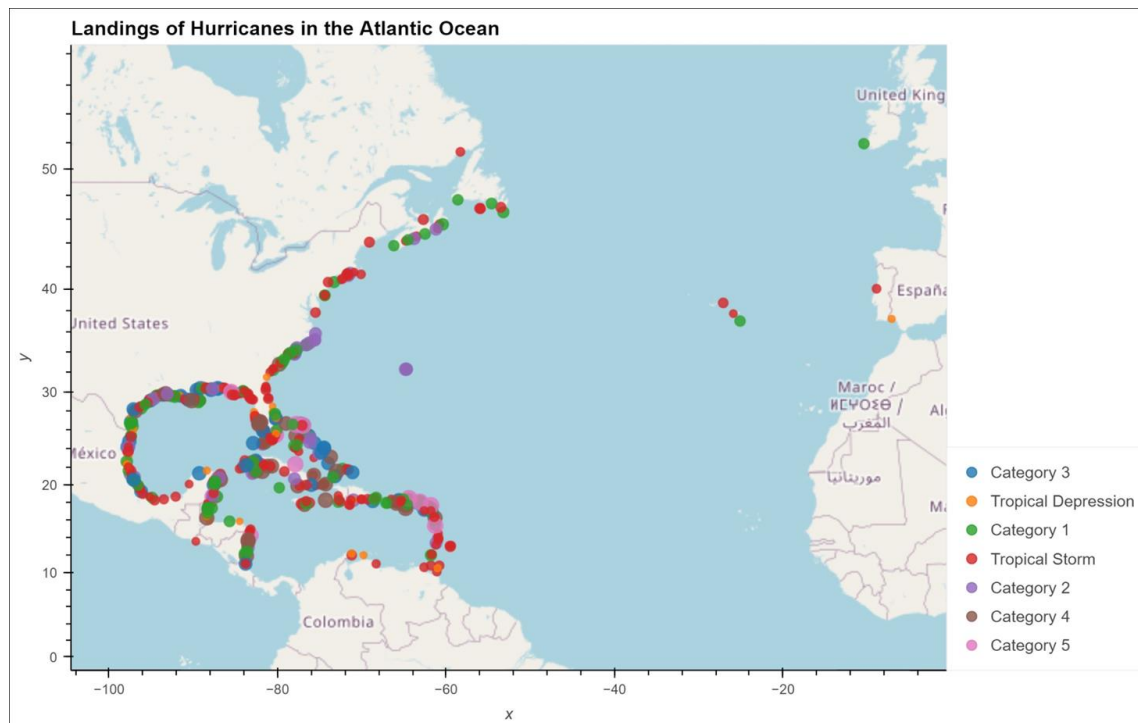 Landings of Hurricanes in the Atlantic Ocean
United King
50
40
España
United States
Maroc /
ⵍⵎⵖⵔⵉⴱ /
المغرب
Al
30
México
موريتانيا
20
Ma
10
Colombia
0
y
−100
−80
−60
−40
−20
x
Category 3
Tropical Depression
Category 1
Tropical Storm
Category 2
Category 4
Category 5